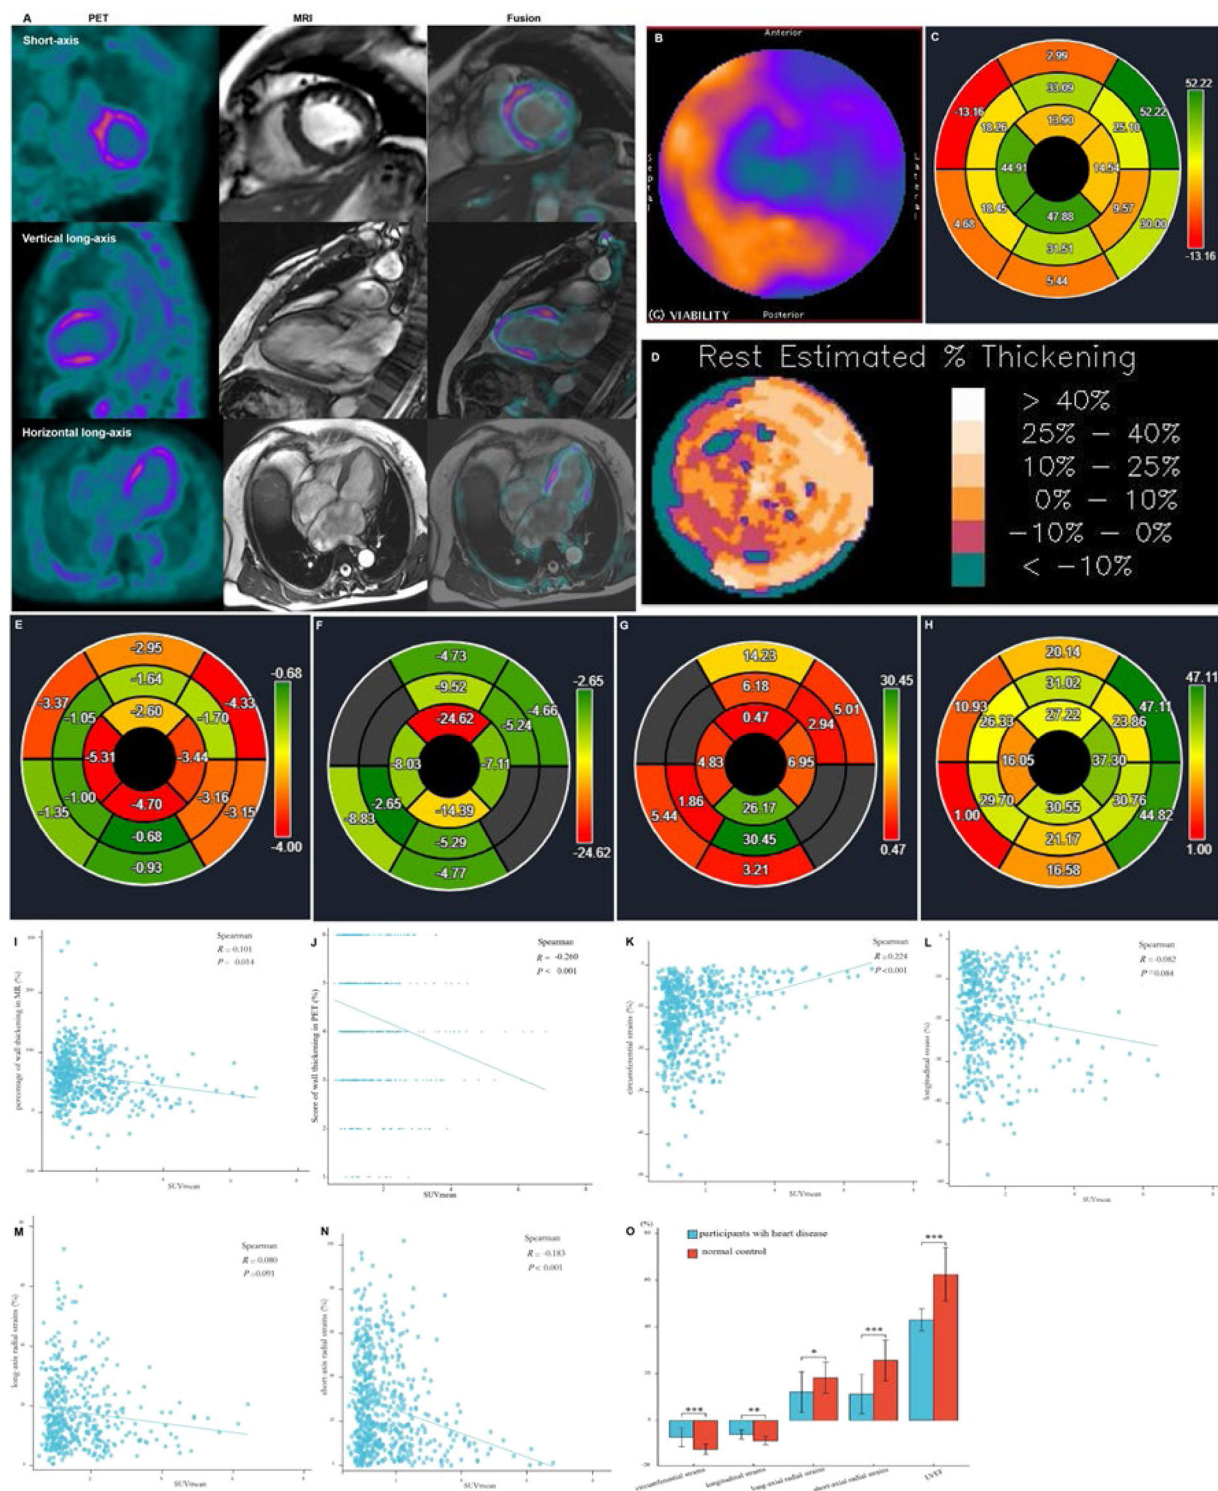 A
PET
MRI
Fusion
Short-axis
Vertical long-axis
Horizontal long-axis
B
Anterior
Septal
Lateral
Posterior
(G) VIABILITY
C
2.99
-13.16
52.22
33.09
18.26
25.10
13.90
44.91
14.54
18.45
9.57
47.88
4.68
30.00
31.51
5.44
52.22
-13.16
D
Rest Estimated % Thickening
> 40%
25% - 40%
10% - 25%
0% - 10%
-10% - 0%
< -10%
E
-2.95
-3.37
-4.33
-1.64
-1.05
-1.70
-2.60
-5.31
-3.44
-1.00
-3.16
-4.70
-1.35
-3.15
-0.68
-0.93
-0.68
-4.00
F
-4.73
-9.52
-4.66
-5.24
-24.62
-8.03
-7.11
-2.65
-14.39
-8.83
-5.29
-4.77
-2.65
-24.62
G
14.23
6.18
5.01
2.94
0.47
4.83
6.95
1.86
26.17
5.44
30.45
3.21
30.45
0.47
H
20.14
10.93
47.11
31.02
26.33
23.86
27.22
16.05
37.30
29.70
30.76
30.55
1.00
44.82
21.17
16.58
47.11
1.00
I
Spearman
R = 0.101
P = 0.014
percentage of wall thickening in MR (%)
SUVmean
J
Spearman
R = -0.260
P < 0.001
Score of wall thickening in PET (%)
SUVmean
K
Spearman
R = 0.224
P < 0.001
circumferential strains (%)
SUVmean
L
Spearman
R = -0.082
P = 0.084
longitudinal strains (%)
SUVmean
M
Spearman
R = 0.080
P = 0.091
long-axis radial strains (%)
SUVmean
N
Spearman
R = -0.183
P < 0.001
short-axis radial strains (%)
SUVmean
O
(%)
participants wih heart disease
normal control
***
**
*
***
***
circumferential strains
longitudinal strains
long-axial radial strains
short-axial radial strains
LVEF